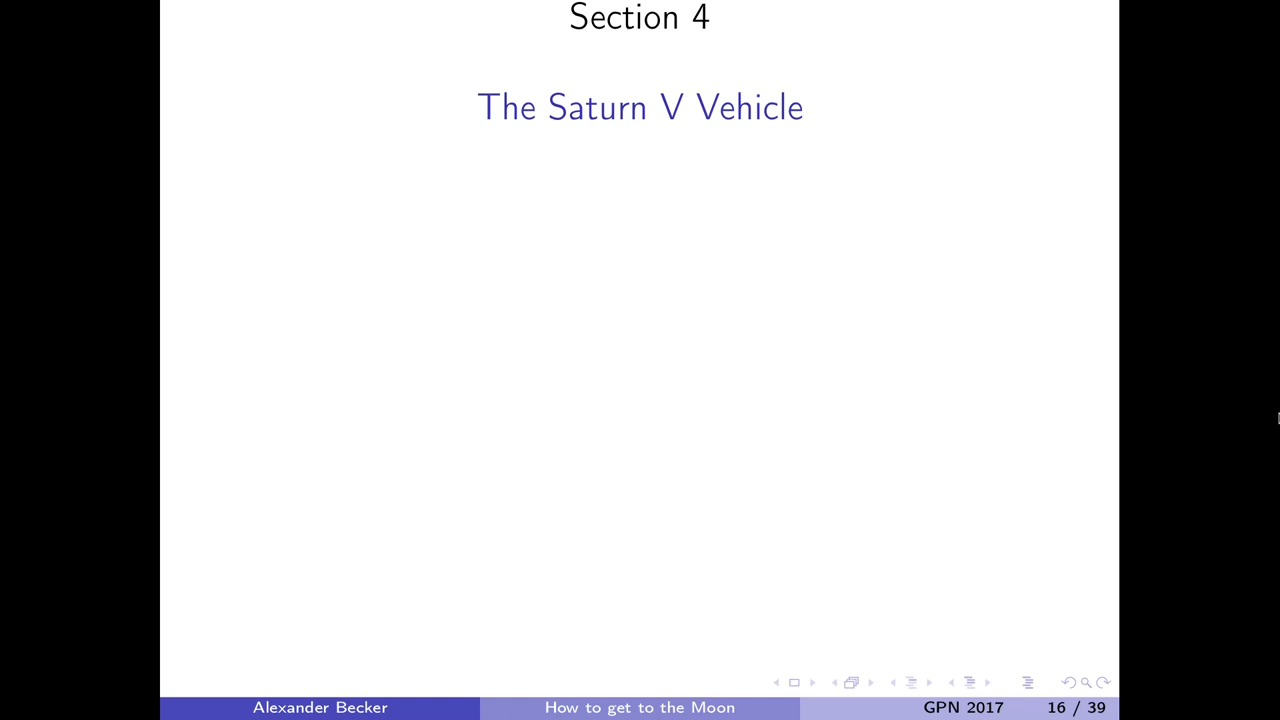 Section 4
The Saturn V Vehicle
Alexander Becker How to get to the Moon GPN 2017 16 / 39